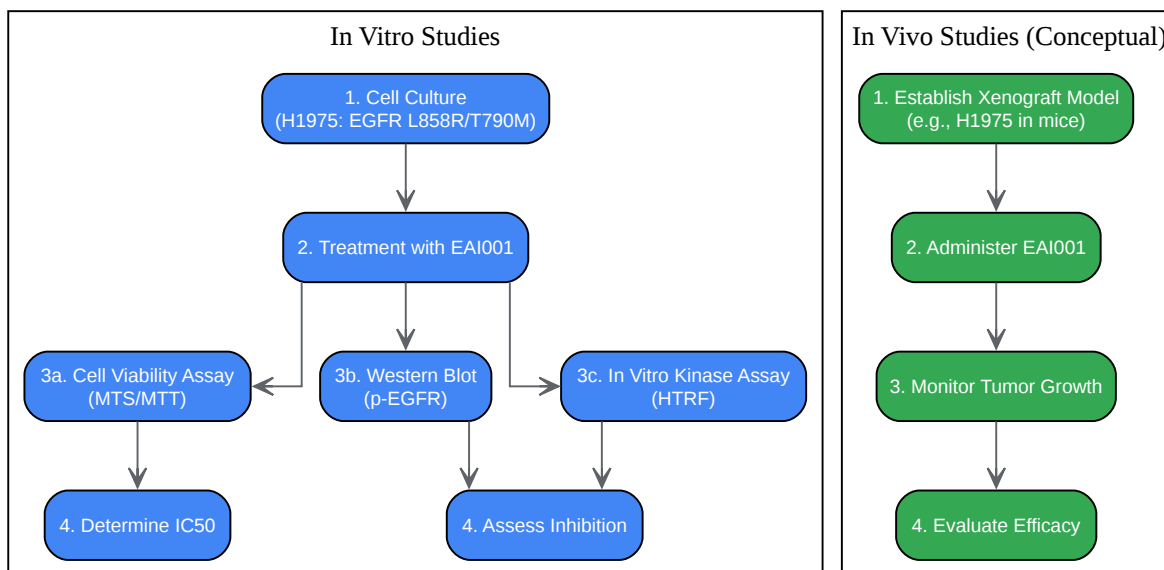 In Vitro Studies
1. Cell Culture
(H1975: EGFR L858R/T790M)
2. Treatment with EAI001
3a. Cell Viability Assay
(MTS/MTT)
3b. Western Blot
(p-EGFR)
3c. In Vitro Kinase Assay
(HTRF)
4. Determine IC50
4. Assess Inhibition
In Vivo Studies (Conceptual)
1. Establish Xenograft Model
(e.g., H1975 in mice)
2. Administer EAI001
3. Monitor Tumor Growth
4. Evaluate Efficacy